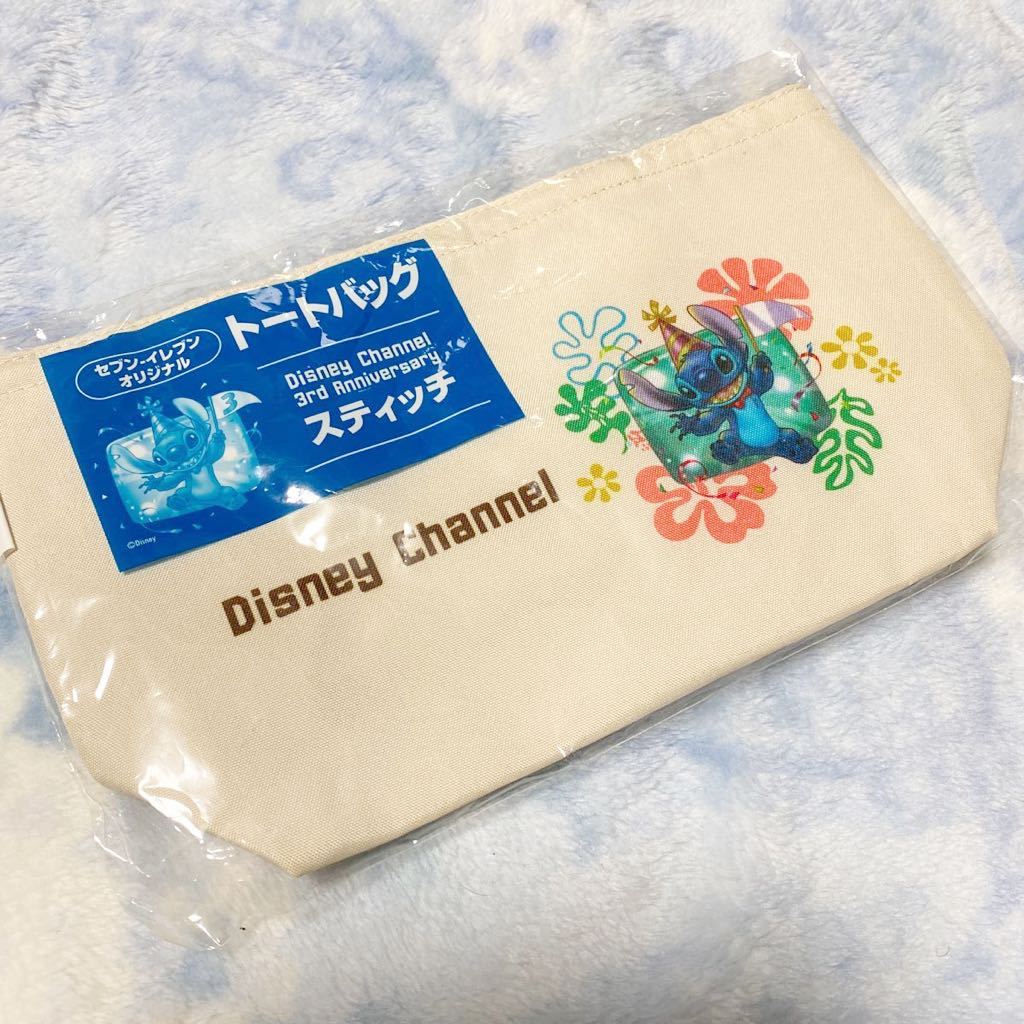 セブン-イレブン
オリジナル
トートバッグ
Disney Channel
3rd Anniversary
スティッチ
3
©Disney
Disney Channel